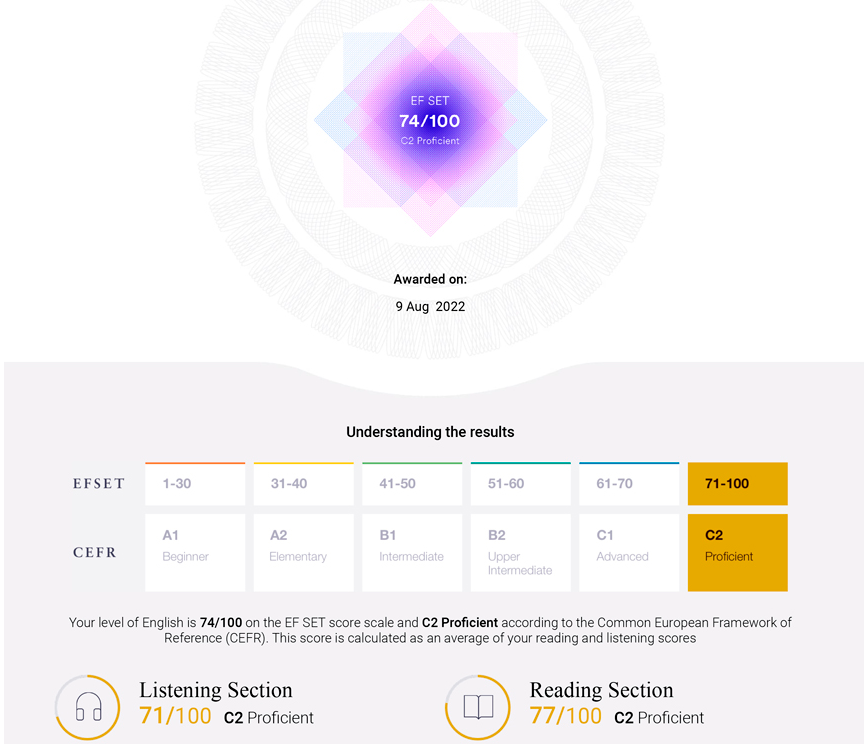 EF SET
74/100
C2 Proficient
Awarded on:
9 Aug 2022
Understanding the results
EFSET 1-30 31-40 41-50 51-60 61-70 71-100
CEFR
A1 A2 B1 B2 C1 C2
Beginner Elementary Intermediate Upper Advanced Proficient
Intermediate
Your level of English is 74/100 on the EF SET score scale and C2 Proficient according to the Common European Framework of
Reference (CEFR). This score is calculated as an average of your reading and listening scores
Listening Section
71/100 C2 Proficient
Reading Section
77/100 C2 Proficient